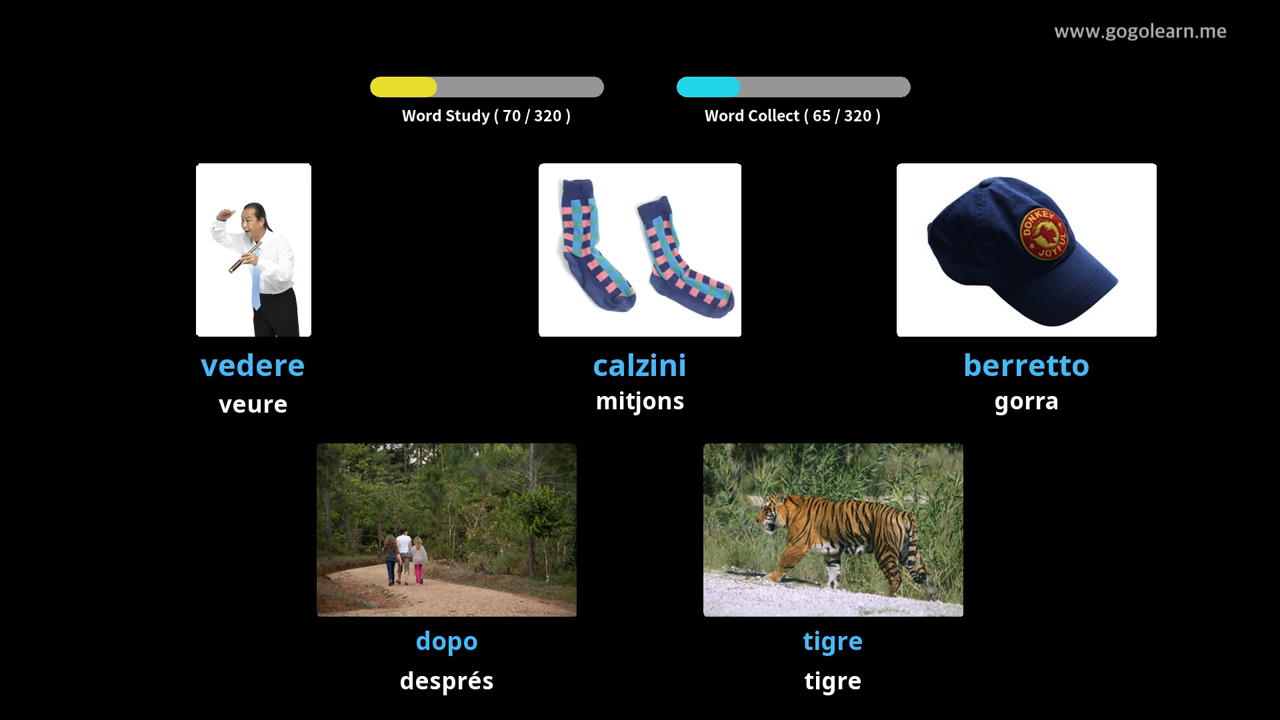 www.gogolearn.me
Word Study ( 70 / 320 )
Word Collect ( 65 / 320 )
DONKEY
JOYFUL
vedere
calzini
berretto
veure
mitjons
gorra
dopo
tigre
després
tigre